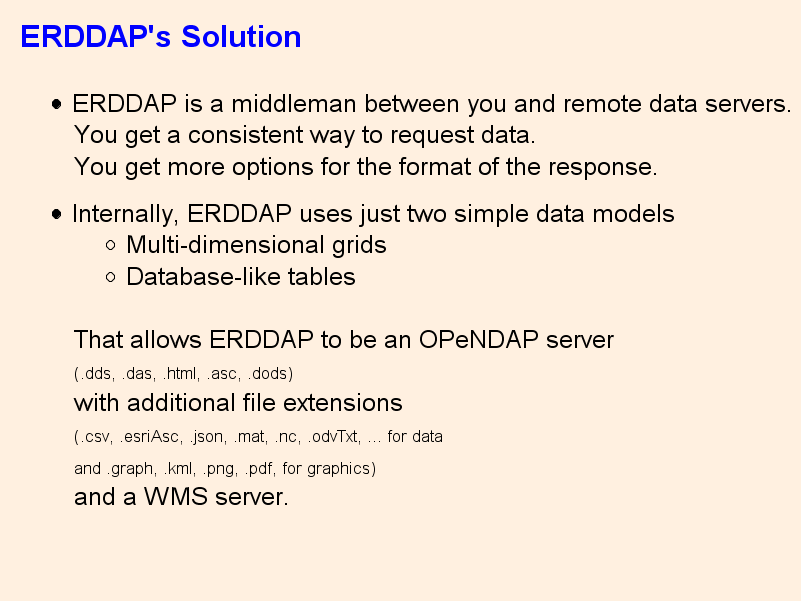 ERDDAP's Solution
• ERDDAP is a middleman between you and remote data servers.
You get a consistent way to request data.
You get more options for the format of the response.
• Internally, ERDDAP uses just two simple data models
○ Multi-dimensional grids
○ Database-like tables
That allows ERDDAP to be an OPeNDAP server
(.dds, .das, .html, .asc, .dods)
with additional file extensions
(.csv, .esriAsc, .json, .mat, .nc, .odvTxt, ... for data
and .graph, .kml, .png, .pdf, for graphics)
and a WMS server.